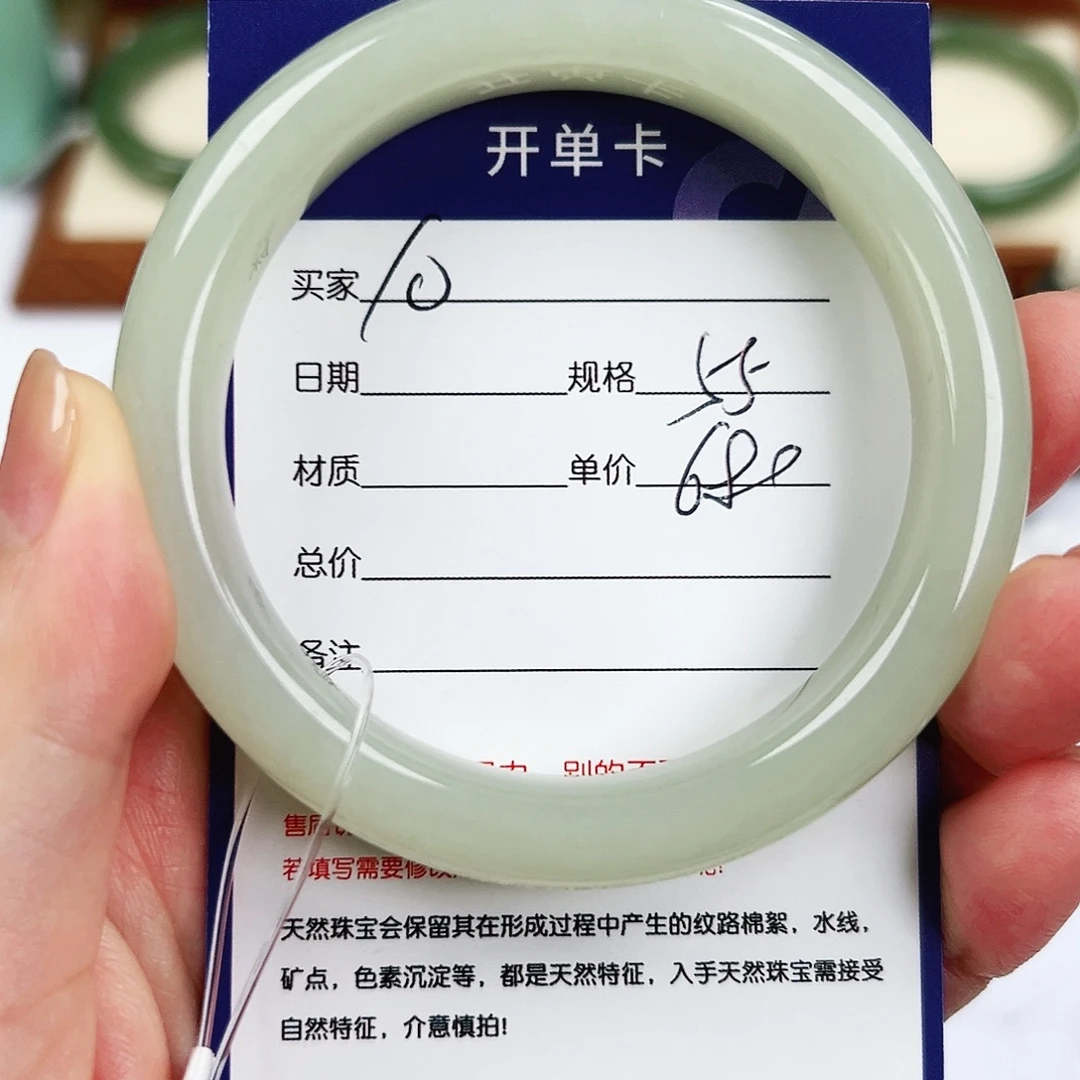 开单卡
买家 10
日期 规格 55
材质 单价 688
总价
备注
别的不
售后
若填写需要修改
天然珠宝会保留其在形成过程中产生的纹路棉絮，水线，
矿点，色素沉淀等，都是天然特征，入手天然珠宝需接受
自然特征，介意慎拍！